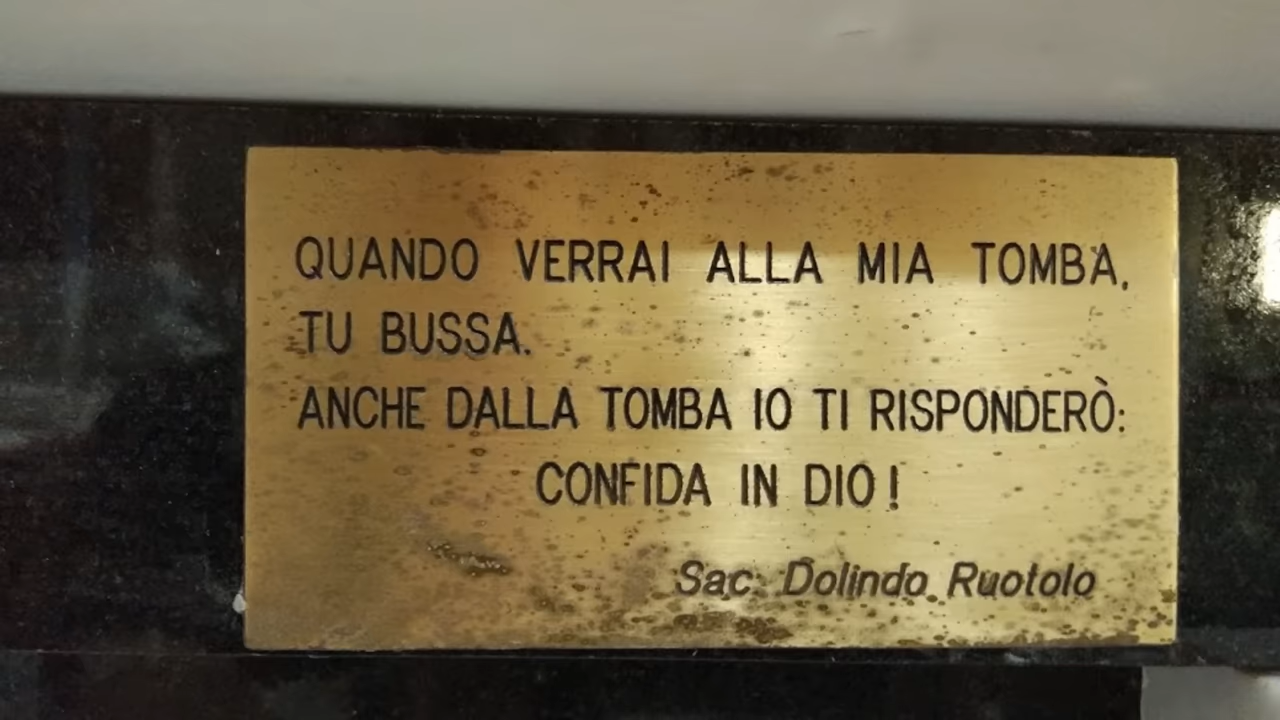 QUANDO VERRAI ALLA MIA TOMBA,
TU BUSSA.
ANCHE DALLA TOMBA IO TI RISPONDERÒ:
CONFIDA IN DIO!
Sac. Dolindo Ruotolo